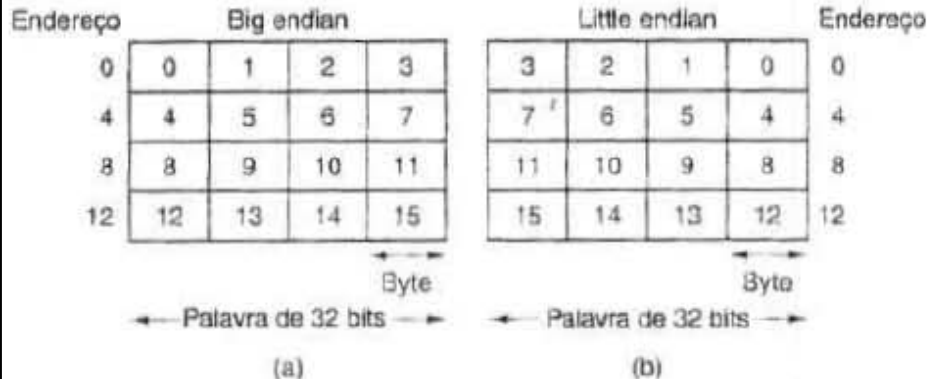 Endereço Big endian Little endian Endereço
0 0 1 2 3 3 2 1 0 0
4 4 5 6 7 7 6 5 4 4
8 8 9 10 11 11 10 9 8 8
12 12 13 14 15 15 14 13 12 12
Byte Byte
Palavra de 32 bits Palavra de 32 bits
(a) (b)